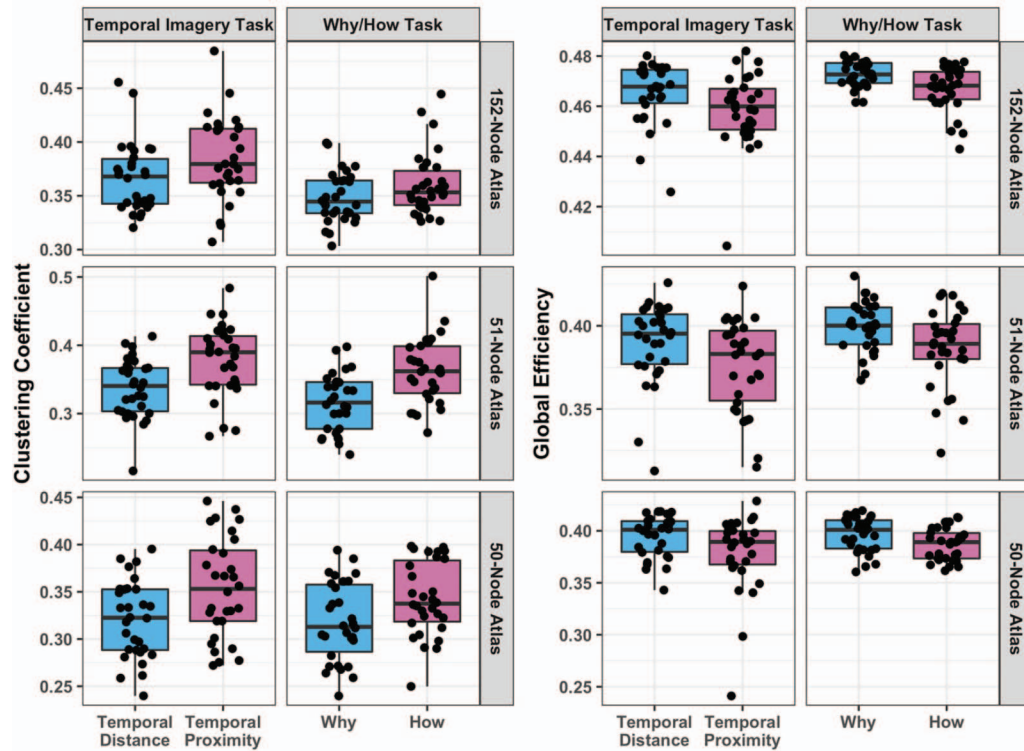 Temporal Imagery Task
Why/How Task
0.45
0.40
0.35
0.30
152-Node Atlas
0.5
0.4
0.3
51-Node Atlas
0.45
0.40
0.35
0.30
0.25
50-Node Atlas
Clustering Coefficient
Temporal
Distance
Temporal
Proximity
Why
How
Temporal Imagery Task
Why/How Task
0.48
0.46
0.44
0.42
152-Node Atlas
0.40
0.35
51-Node Atlas
0.40
0.35
0.30
0.25
50-Node Atlas
Global Efficiency
Temporal
Distance
Temporal
Proximity
Why
How